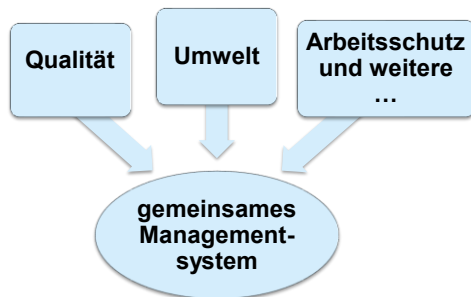 Qualität
Umwelt
Arbeitsschutz
und weitere
…
gemeinsames
Management-
system